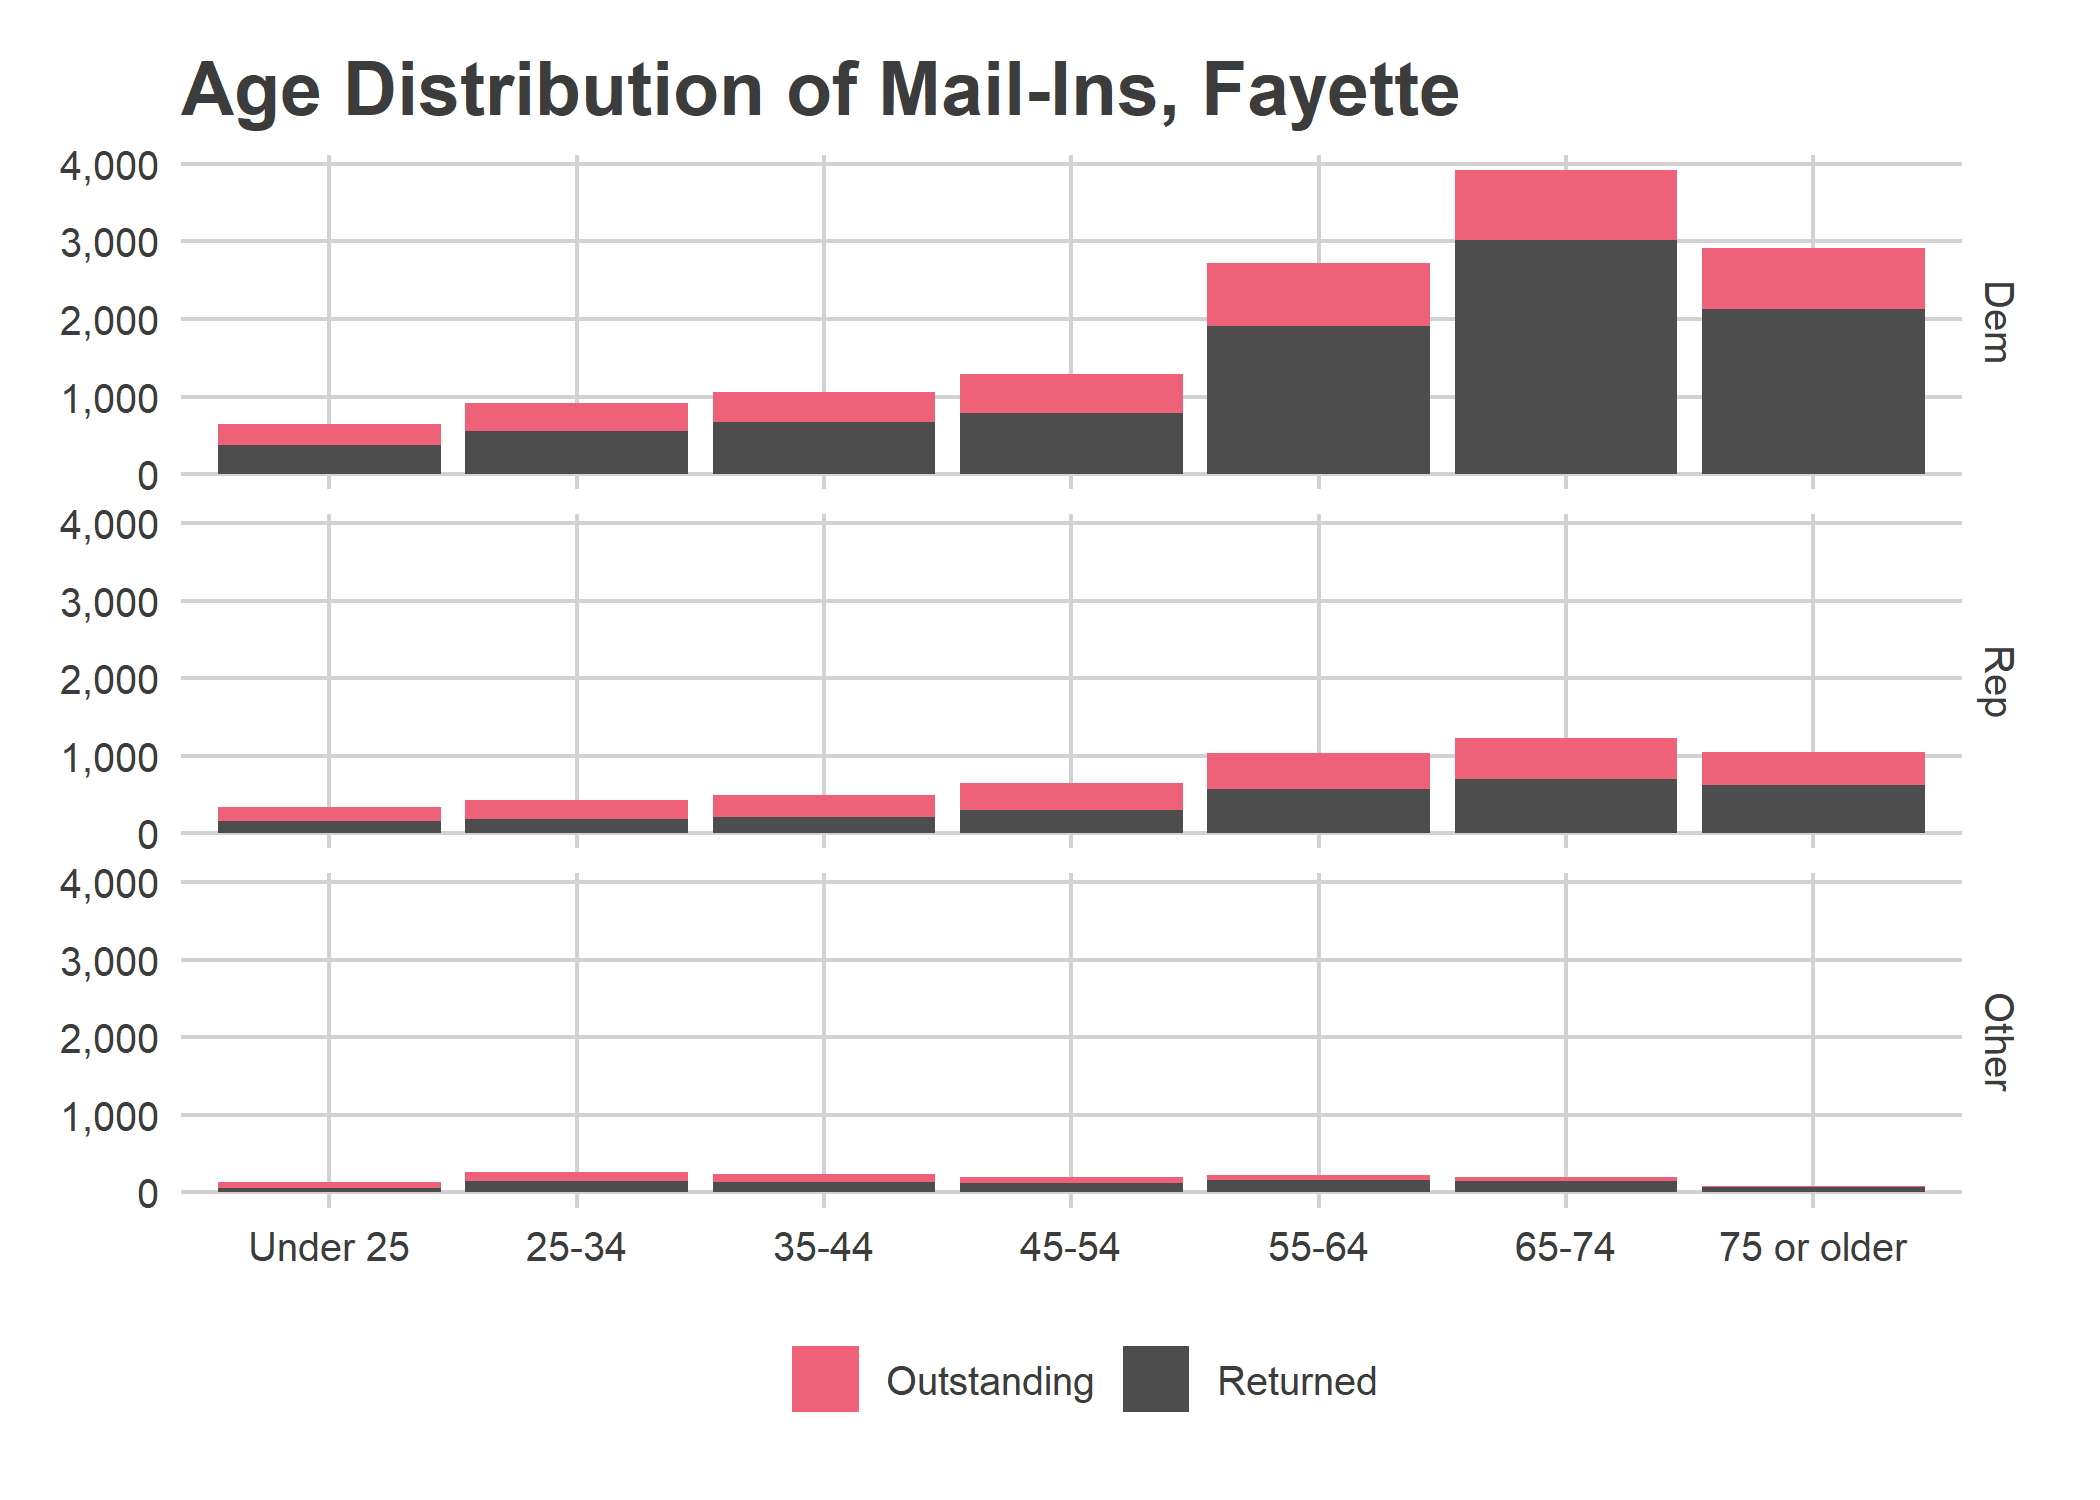 Age Distribution of Mail-Ins, Fayette
4,000
3,000
2,000
1,000
0
Dem
4,000
3,000
2,000
1,000
0
Rep
4,000
3,000
2,000
1,000
0
Other
Under 25 25-34 35-44 45-54 55-64 65-74 75 or older
Outstanding Returned